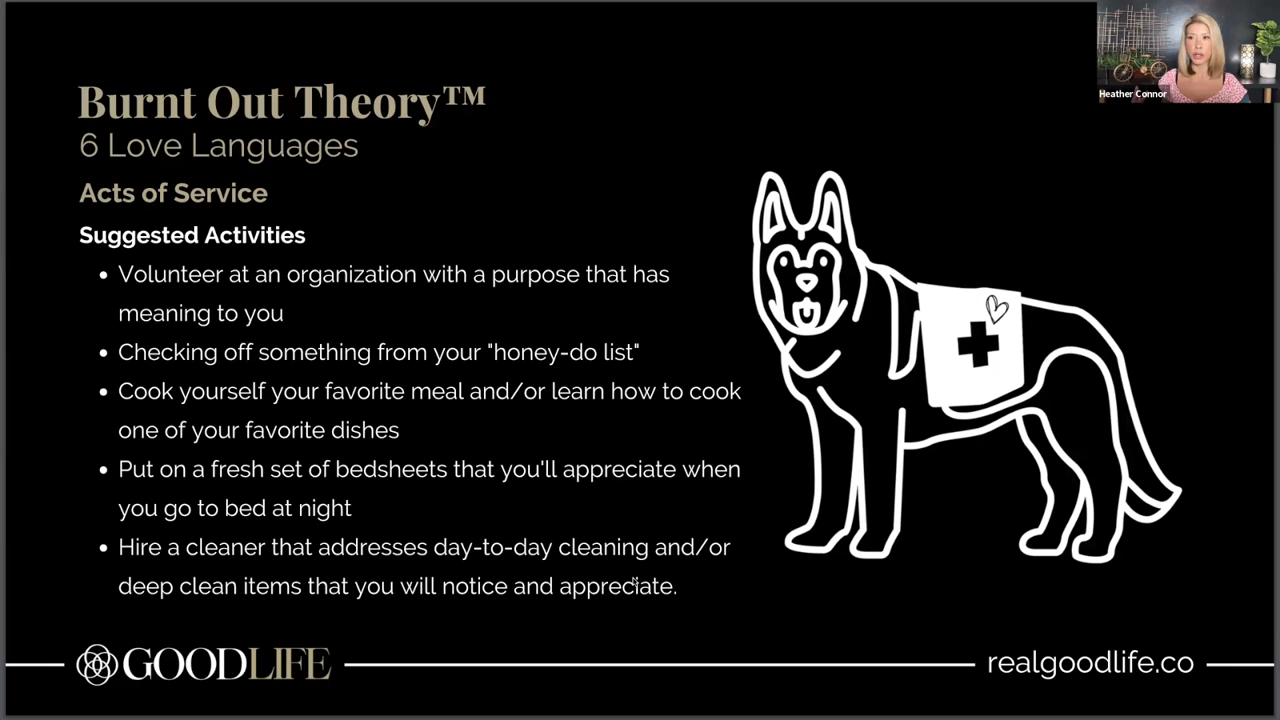 Heather Connor
Burnt Out Theory™
6 Love Languages
Acts of Service
Suggested Activities
• Volunteer at an organization with a purpose that has
meaning to you
• Checking off something from your "honey-do list"
• Cook yourself your favorite meal and/or learn how to cook
one of your favorite dishes
• Put on a fresh set of bedsheets that you'll appreciate when
you go to bed at night
• Hire a cleaner that addresses day-to-day cleaning and/or
deep clean items that you will notice and appreciate.
GOODLIFE
realgoodlife.co